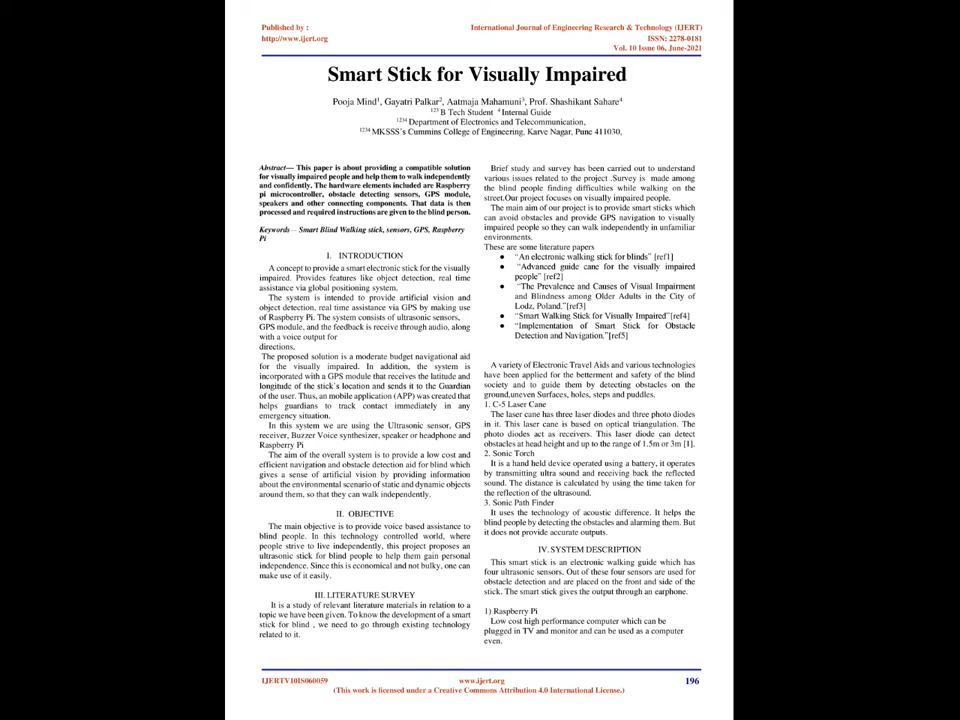 Published by :
http://www.ijert.org
International Journal of Engineering Research & Technology (IJERT)
ISSN: 2278-0181
Vol. 10 Issue 06, June-2021
Smart Stick for Visually Impaired
Pooja Mind1, Gayatri Palkar2, Aatmaja Mahamuni3, Prof. Shashikant Sahare4
123 B Tech Student 4 Internal Guide
1234 Department of Electronics and Telecommunication,
1234 MKSSS's Cummins College of Engineering, Karve Nagar, Pune 411030,
Abstract— This paper is about providing a compatible solution
for visually impaired people and help them to walk independently
and confidently. The hardware elements included are Raspberry
pi microcontroller, obstacle detecting sensors, GPS module,
speakers and other connecting components. That data is then
processed and required instructions are given to the blind person.
Keywords— Smart Blind Walking stick, sensors, GPS, Raspberry
Pi
I. INTRODUCTION
A concept to provide a smart electronic stick for the visually
impaired. Provides features like object detection, real time
assistance via global positioning system.
The system is intended to provide artificial vision and
object detection, real time assistance via GPS by making use
of Raspberry Pi. The system consists of ultrasonic sensors,
GPS module, and the feedback is receive through audio, along
with a voice output for
directions.
The proposed solution is a moderate budget navigational aid
for the visually impaired. In addition, the system is
incorporated with a GPS module that receives the latitude and
longitude of the stick's location and sends it to the Guardian
of the user. Thus, an mobile application (APP) was created that
helps guardians to track contact immediately in any
emergency situation.
In this system we are using the Ultrasonic sensor, GPS
receiver, Buzzer Voice synthesizer, speaker or headphone and
Raspberry Pi
The aim of the overall system is to provide a low cost and
efficient navigation and obstacle detection aid for blind which
gives a sense of artificial vision by providing information
about the environmental scenario of static and dynamic objects
around them, so that they can walk independently.
II. OBJECTIVE
The main objective is to provide voice based assistance to
blind people. In this technology controlled world, where
people strive to live independently, this project proposes an
ultrasonic stick for blind people to help them gain personal
independence. Since this is economical and not bulky, one can
make use of it easily.
III. LITERATURE SURVEY
It is a study of relevant literature materials in relation to a
topic we have been given. To know the development of a smart
stick for blind , we need to go through existing technology
related to it.
Brief study and survey has been carried out to understand
various issues related to the project .Survey is made among
the blind people finding difficulties while walking on the
street.Our project focuses on visually impaired people.
The main aim of our project is to provide smart sticks which
can avoid obstacles and provide GPS navigation to visually
impaired people so they can walk independently in unfamiliar
environments.
These are some literature papers
● "An electronic walking stick for blinds" [ref1]
● "Advanced guide cane for the visually impaired
people" [ref2]
● "The Prevalence and Causes of Visual Impairment
and Blindness among Older Adults in the City of
Lodz, Poland."[ref3]
● "Smart Walking Stick for Visually Impaired"[ref4]
● "Implementation of Smart Stick for Obstacle
Detection and Navigation."[ref5]
A variety of Electronic Travel Aids and various technologies
have been applied for the betterment and safety of the blind
society and to guide them by detecting obstacles on the
ground,uneven Surfaces, holes, steps and puddles.
1. C-5 Laser Cane
The laser cane has three laser diodes and three photo diodes
in it. This laser cane is based on optical triangulation. The
photo diodes act as receivers. This laser diode can detect
obstacles at head height and up to the range of 1.5m or 3m [1].
2. Sonic Torch
It is a hand held device operated using a battery, it operates
by transmitting ultra sound and receiving back the reflected
sound. The distance is calculated by using the time taken for
the reflection of the ultrasound.
3. Sonic Path Finder
It uses the technology of acoustic difference. It helps the
blind people by detecting the obstacles and alarming them. But
it does not provide accurate outputs.
IV. SYSTEM DESCRIPTION
This smart stick is an electronic walking guide which has
four ultrasonic sensors. Out of these four sensors are used for
obstacle detection and are placed on the front and side of the
stick. The smart stick gives the output through an earphone.
1) Raspberry Pi
Low cost high performance computer which can be
plugged in TV and monitor and can be used as a computer
even.
IJERTV10IS060059
www.ijert.org
196
(This work is licensed under a Creative Commons Attribution 4.0 International License.)